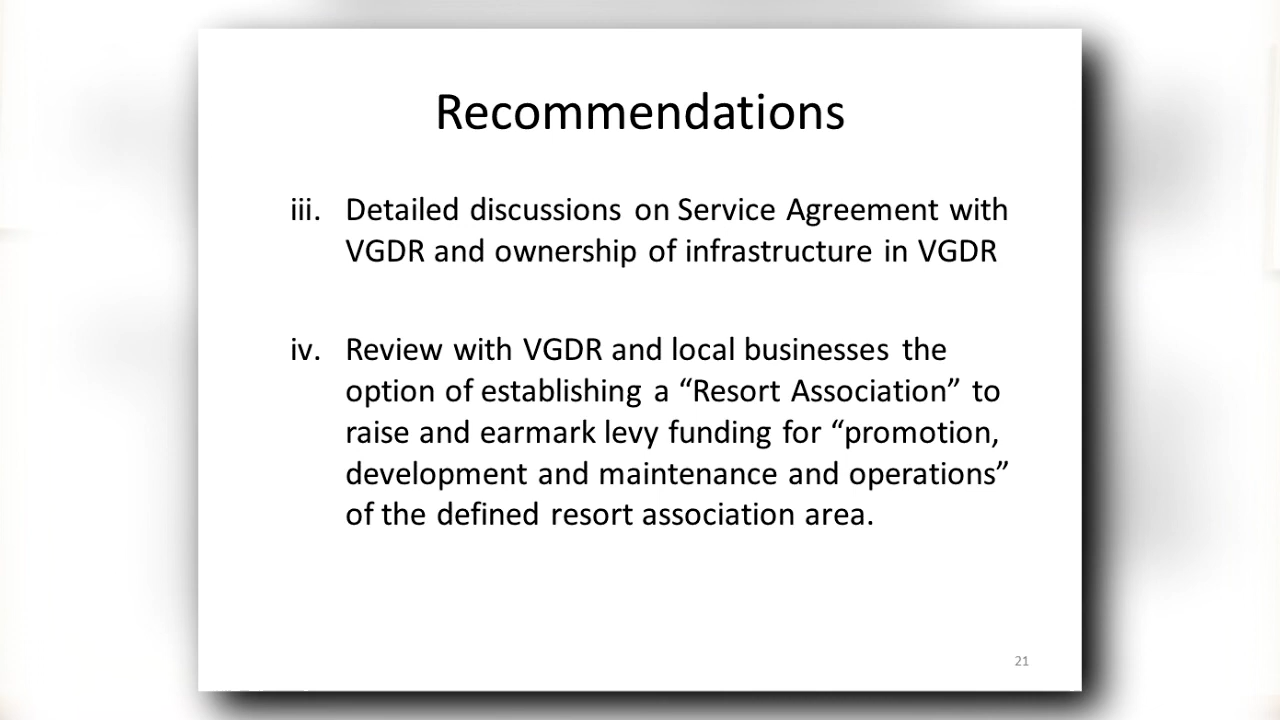 Recommendations
iii. Detailed discussions on Service Agreement with
VGDR and ownership of infrastructure in VGDR
iv. Review with VGDR and local businesses the
option of establishing a “Resort Association” to
raise and earmark levy funding for “promotion,
development and maintenance and operations”
of the defined resort association area.
21